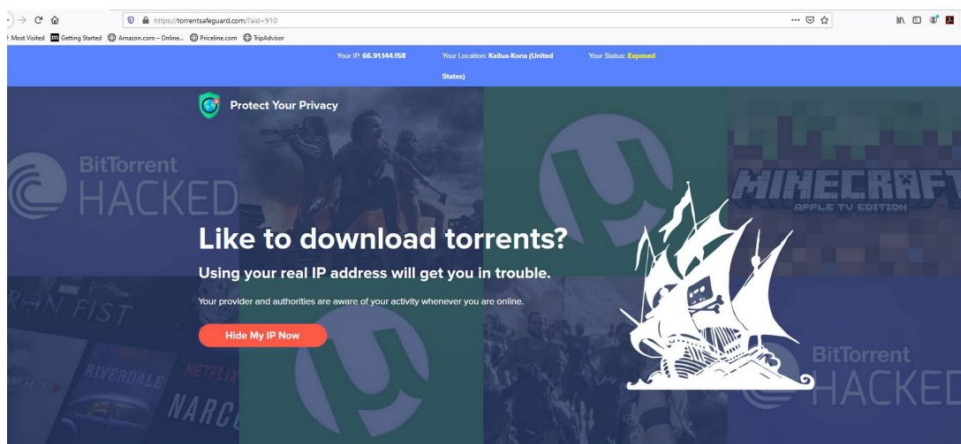 https://torrentsafeguard.com/?aid=910
Most Visited Getting Started Amazon.com – Online... Priceline.com TripAdvisor
Your IP: 66.91.144.158 Your Location: Kailua-Kona (United States) Your Status: Exposed
Protect Your Privacy
BitTorrent
HACKED
MINECRAFT
APPLE TV EDITION
Like to download torrents?
Using your real IP address will get you in trouble.
Your provider and authorities are aware of your activity whenever you are online.
Hide My IP Now
FIST
RIVERDALE
NETFLIX
BitTorrent
HACKED